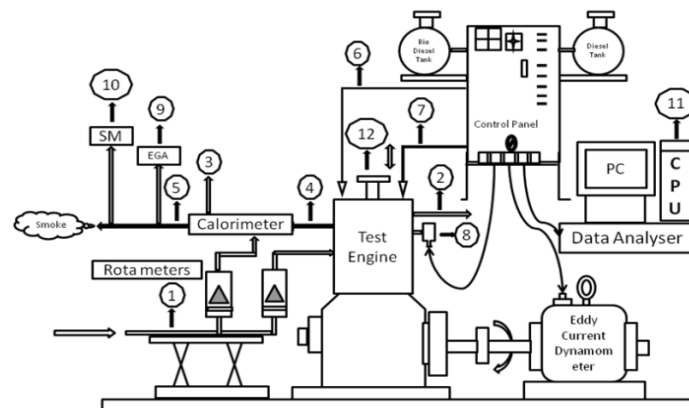 Bio
Diesel
Tank
Diesel
Tank
6
10
9
7
11
Control Panel
12
SM
3
EGA
2
5
4
PC
C
P
U
Smoke
Calorimeter
Test
Engine
8
Data Analyser
Rota meters
1
Eddy
Current
Dynamom
eter